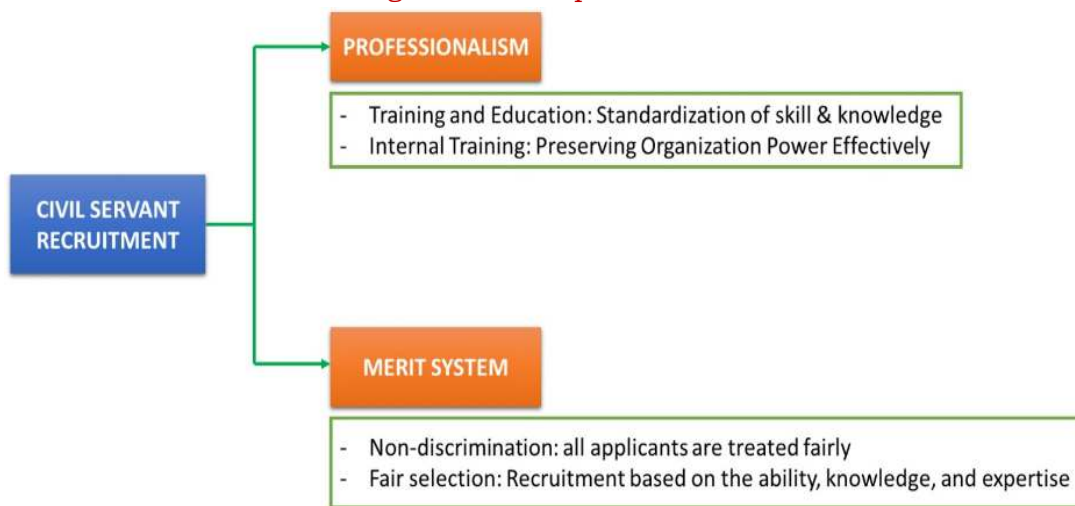 PROFESSIONALISM
- Training and Education: Standardization of skill & knowledge
- Internal Training: Preserving Organization Power Effectively
CIVIL SERVANT
RECRUITMENT
MERIT SYSTEM
- Non-discrimination: all applicants are treated fairly
- Fair selection: Recruitment based on the ability, knowledge, and expertise